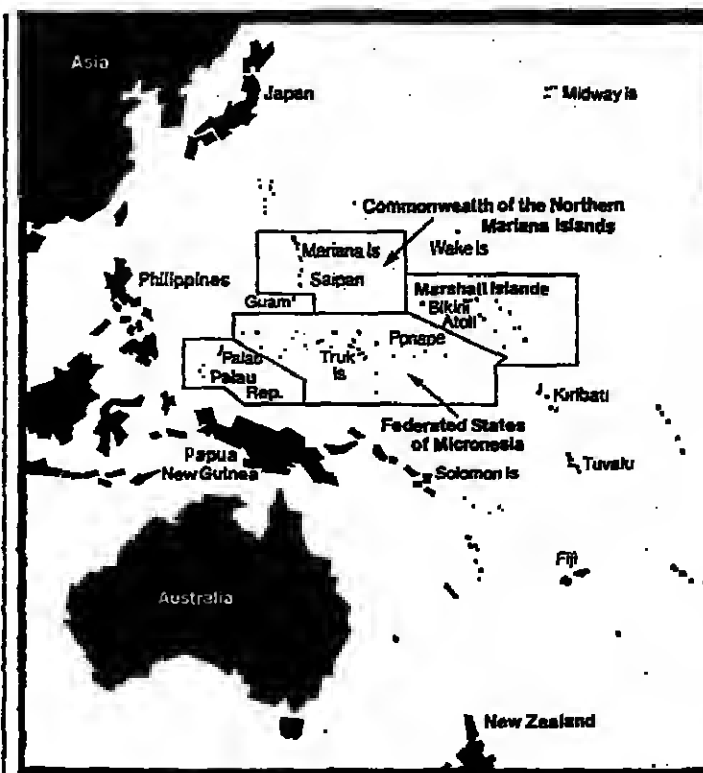 Asia
Japan
Midway Is
Commonwealth of the Northern
Mariana Islands
Mariana Is
Wake Is
Saipan
Philippines
Guam
Marshall Islands
Bikini
Atoll
Ponape
Truk
Is
Palau
Palau
Rep.
Kiribati
Federated States
of Micronesia
Papua
New Guinea
Solomon Is
Tuvalu
Fiji
Australia
New Zealand